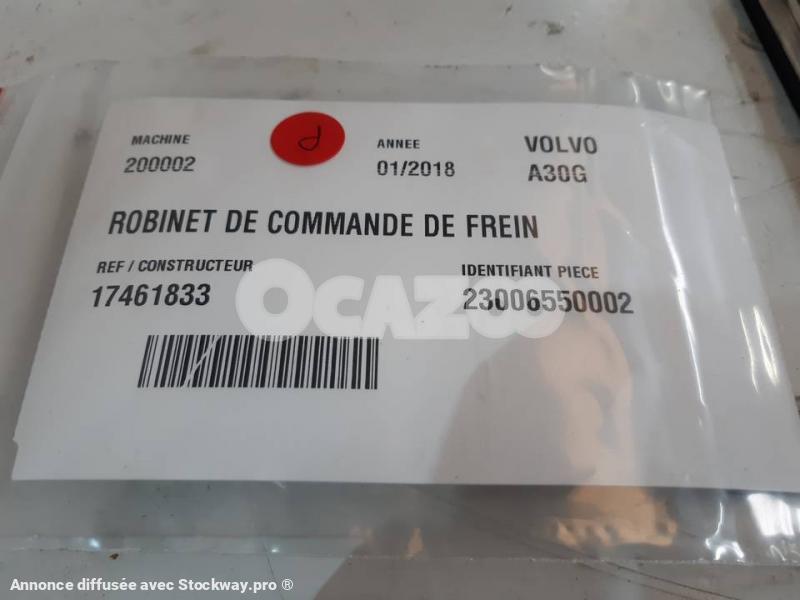 MACHINE
200002
d
ANNEE
01/2018
VOLVO
A30G
ROBINET DE COMMANDE DE FREIN
REF / CONSTRUCTEUR
17461833
IDENTIFIANT PIECE
23006550002
OCAZOO
Annonce diffusée avec Stockway.pro ®